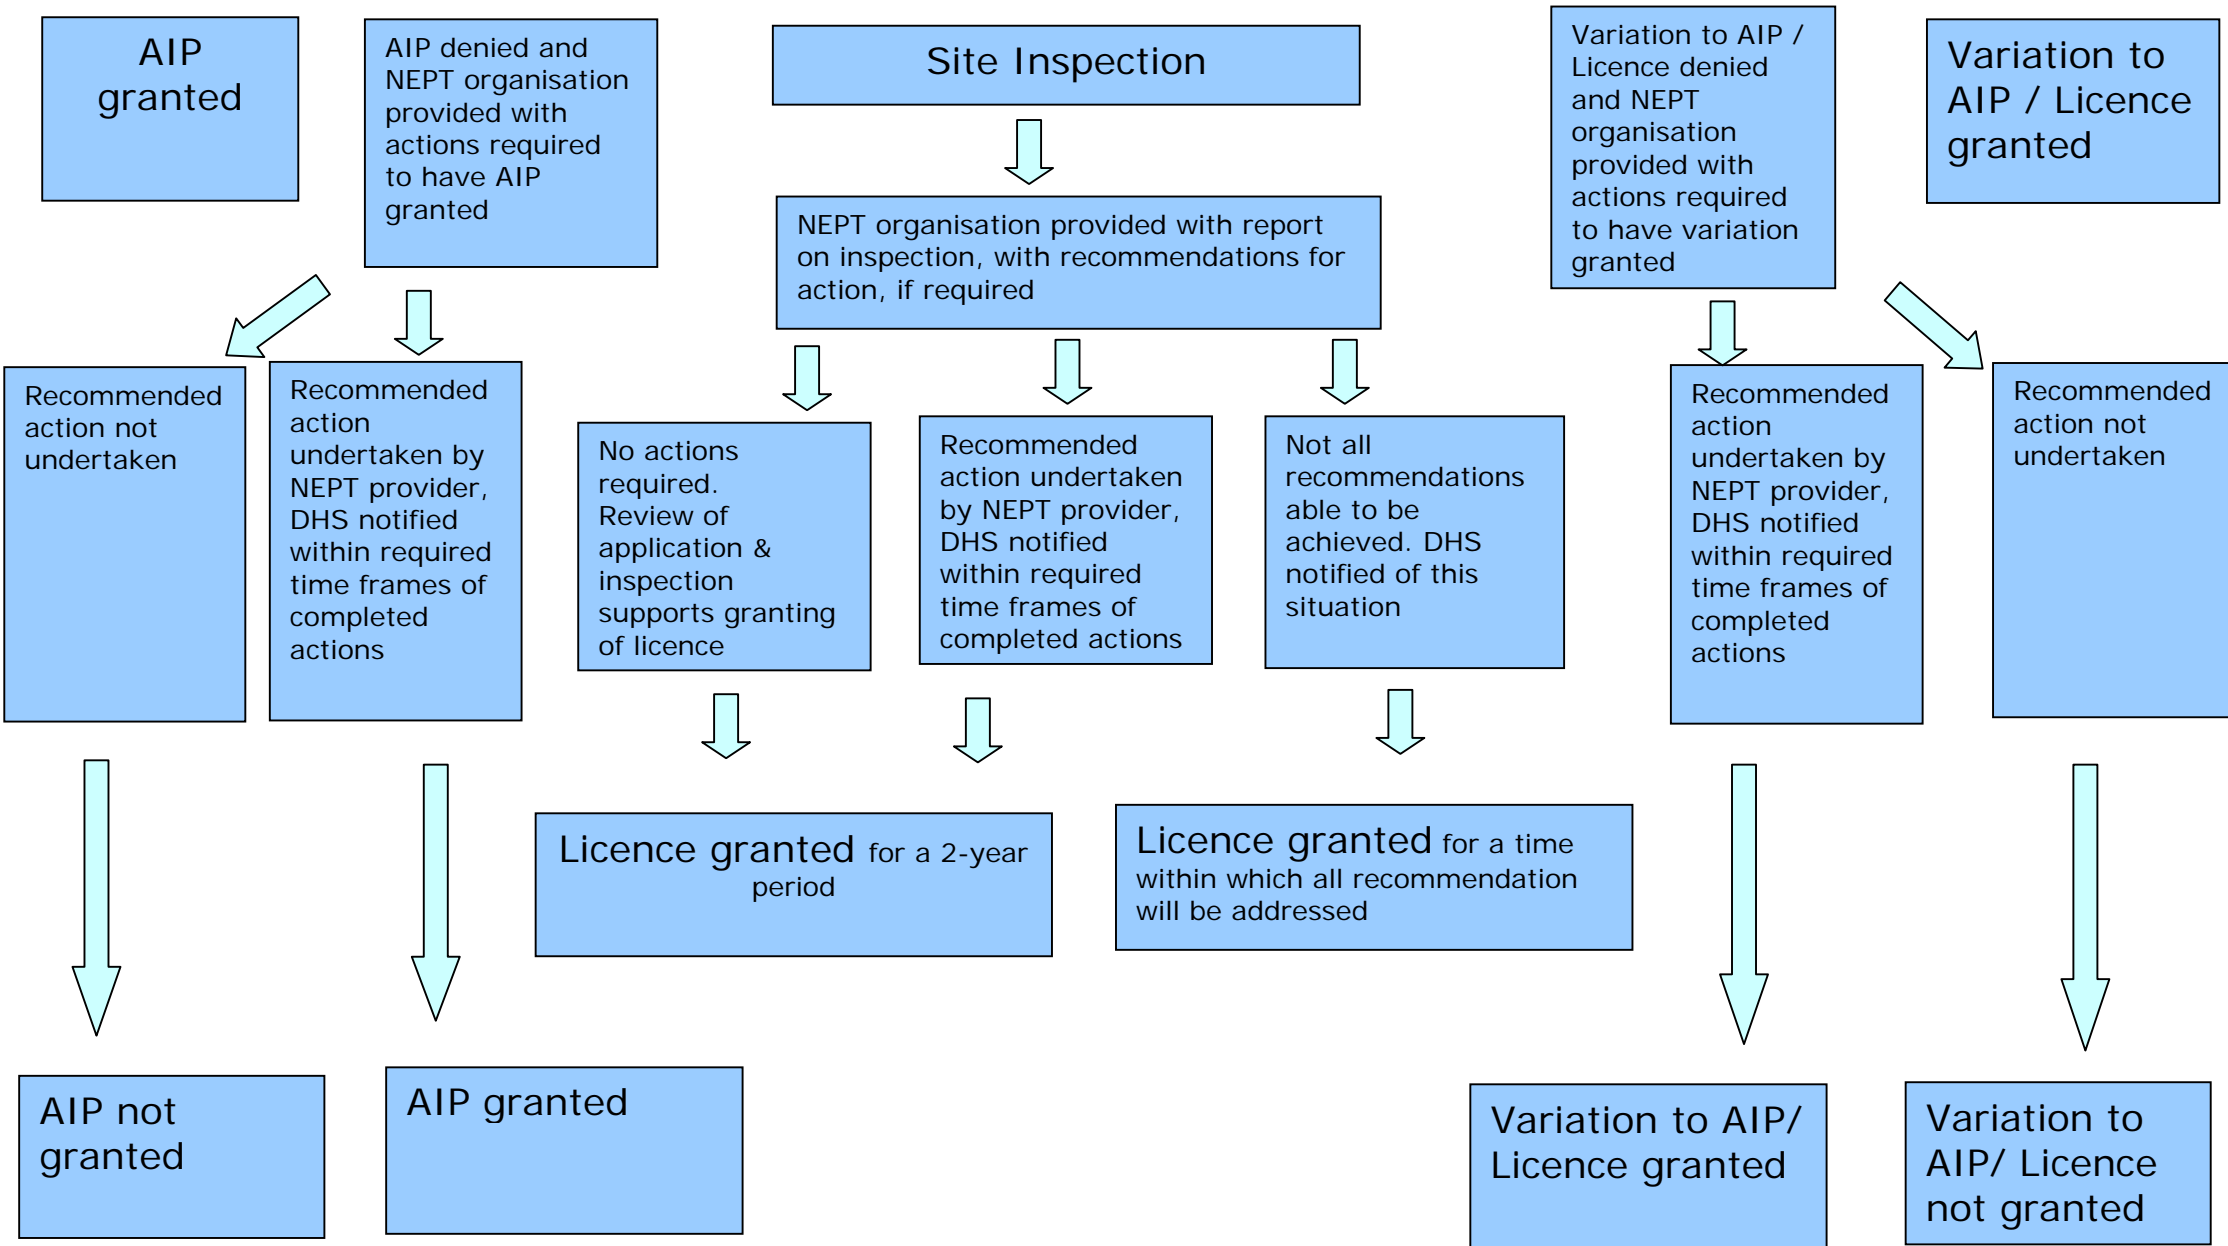 AIP
granted
AIP denied and
NEPT organisation
provided with
actions required
to have AIP
granted
Site Inspection
Variation to AIP /
Licence denied
and NEPT
organisation
provided with
actions required
to have variation
granted
Variation to
AIP / Licence
granted
NEPT organisation provided with report
on inspection, with recommendations for
action, if required
Recommended
action not
undertaken
Recommended
action
undertaken by
NEPT provider,
DHS notified
within required
time frames of
completed
actions
No actions
required.
Review of
application &
inspection
supports granting
of licence
Recommended
action undertaken
by NEPT provider,
DHS notified
within required
time frames of
completed actions
Not all
recommendations
able to be
achieved. DHS
notified of this
situation
Recommended
action
undertaken by
NEPT provider,
DHS notified
within required
time frames of
completed
actions
Recommended
action not
undertaken
Licence granted for a 2-year
period
Licence granted for a time
within which all recommendation
will be addressed
AIP not
granted
AIP granted
Variation to AIP/
Licence granted
Variation to
AIP/ Licence
not granted